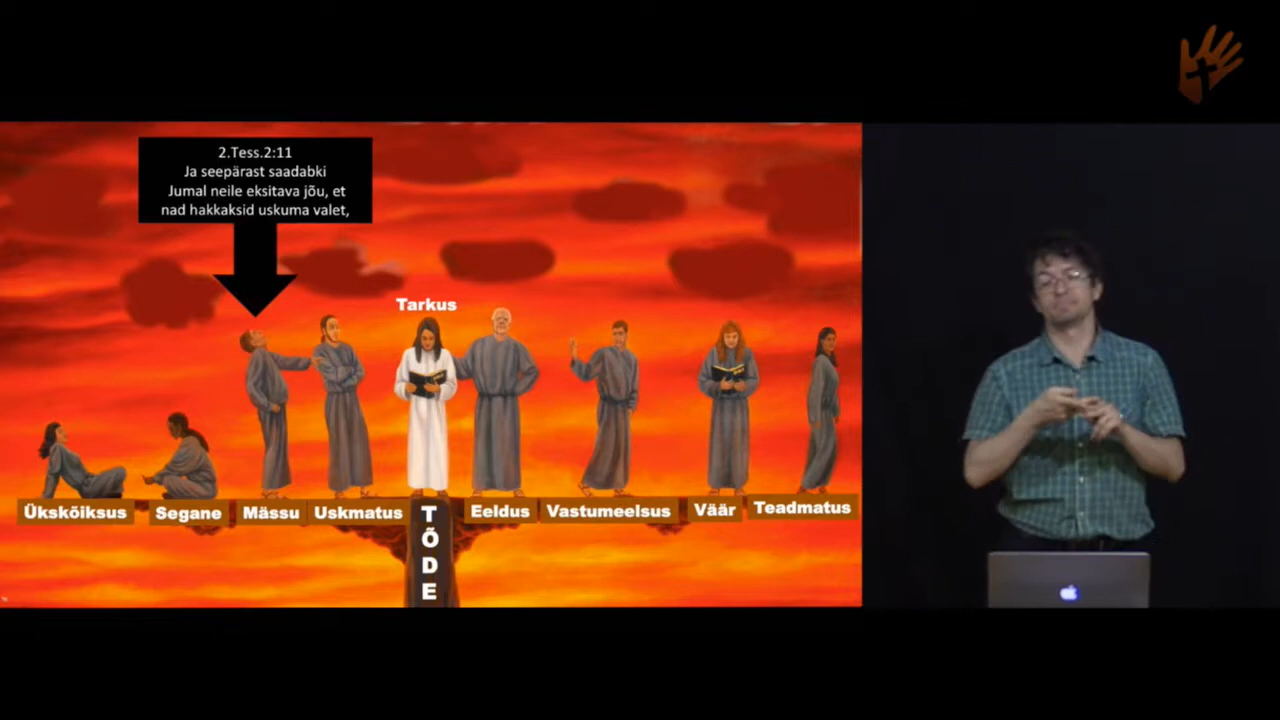 2.Tess.2:11
Ja seepärast saadabki
Jumal neile eksitava jõu, et
nad hakkaksid uskuma valet,
Tarkus
Ükskõiksus
Segane
Mässu
Uskmatus
TÕDE
Eeldus
Vastumeelsus
Väär
Teadmatus